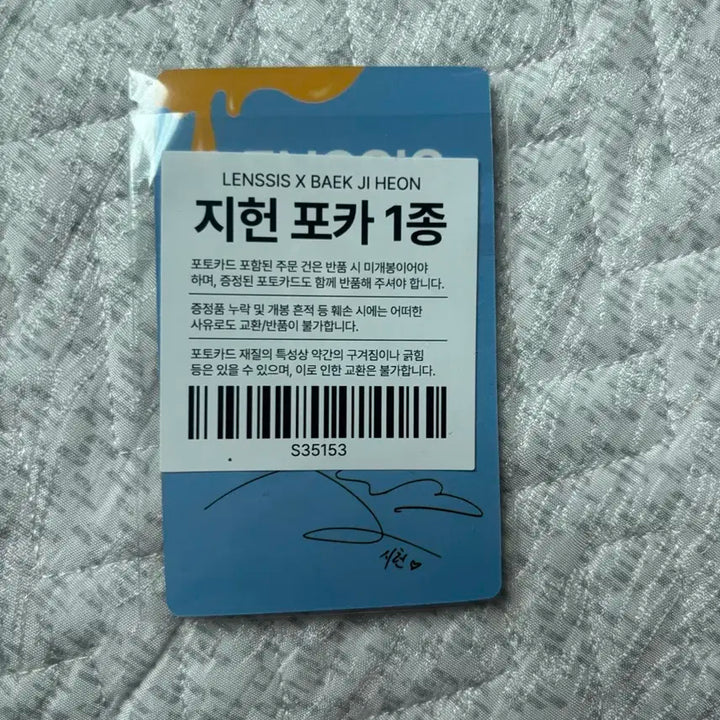 LENSSIS X BAEK JI HEON
지헌 포카 1종
포토카드 포함된 주문 건은 반품 시 미개봉이어야
하며, 증정된 포토카드도 함께 반품해 주셔야 합니다.
증정품 누락 및 개봉 흔적 등 훼손 시에는 어떠한
사유로도 교환/반품이 불가합니다.
포토카드 재질의 특성상 약간의 구겨짐이나 긁힘
등은 있을 수 있으며, 이로 인한 교환은 불가합니다.
S35153
지헌♡